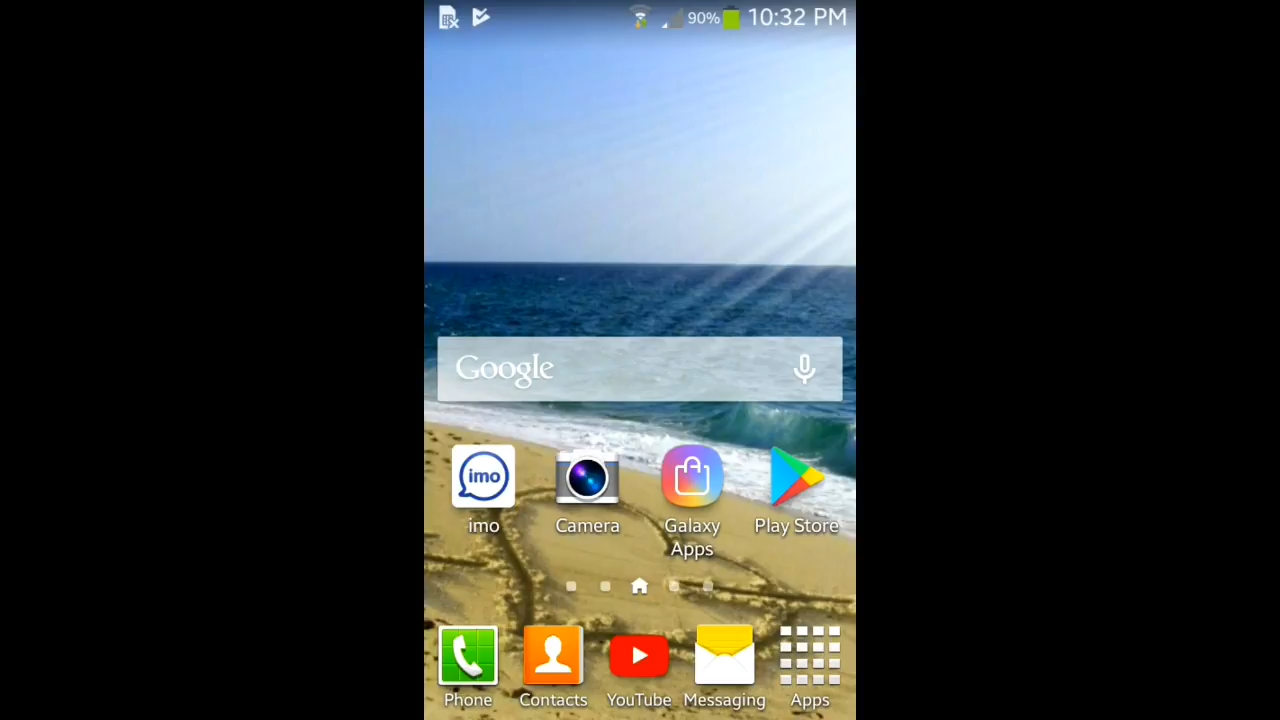 90% 10:32 PM
Google
imo
imo Camera Galaxy Apps Play Store
Phone Contacts YouTube Messaging Apps